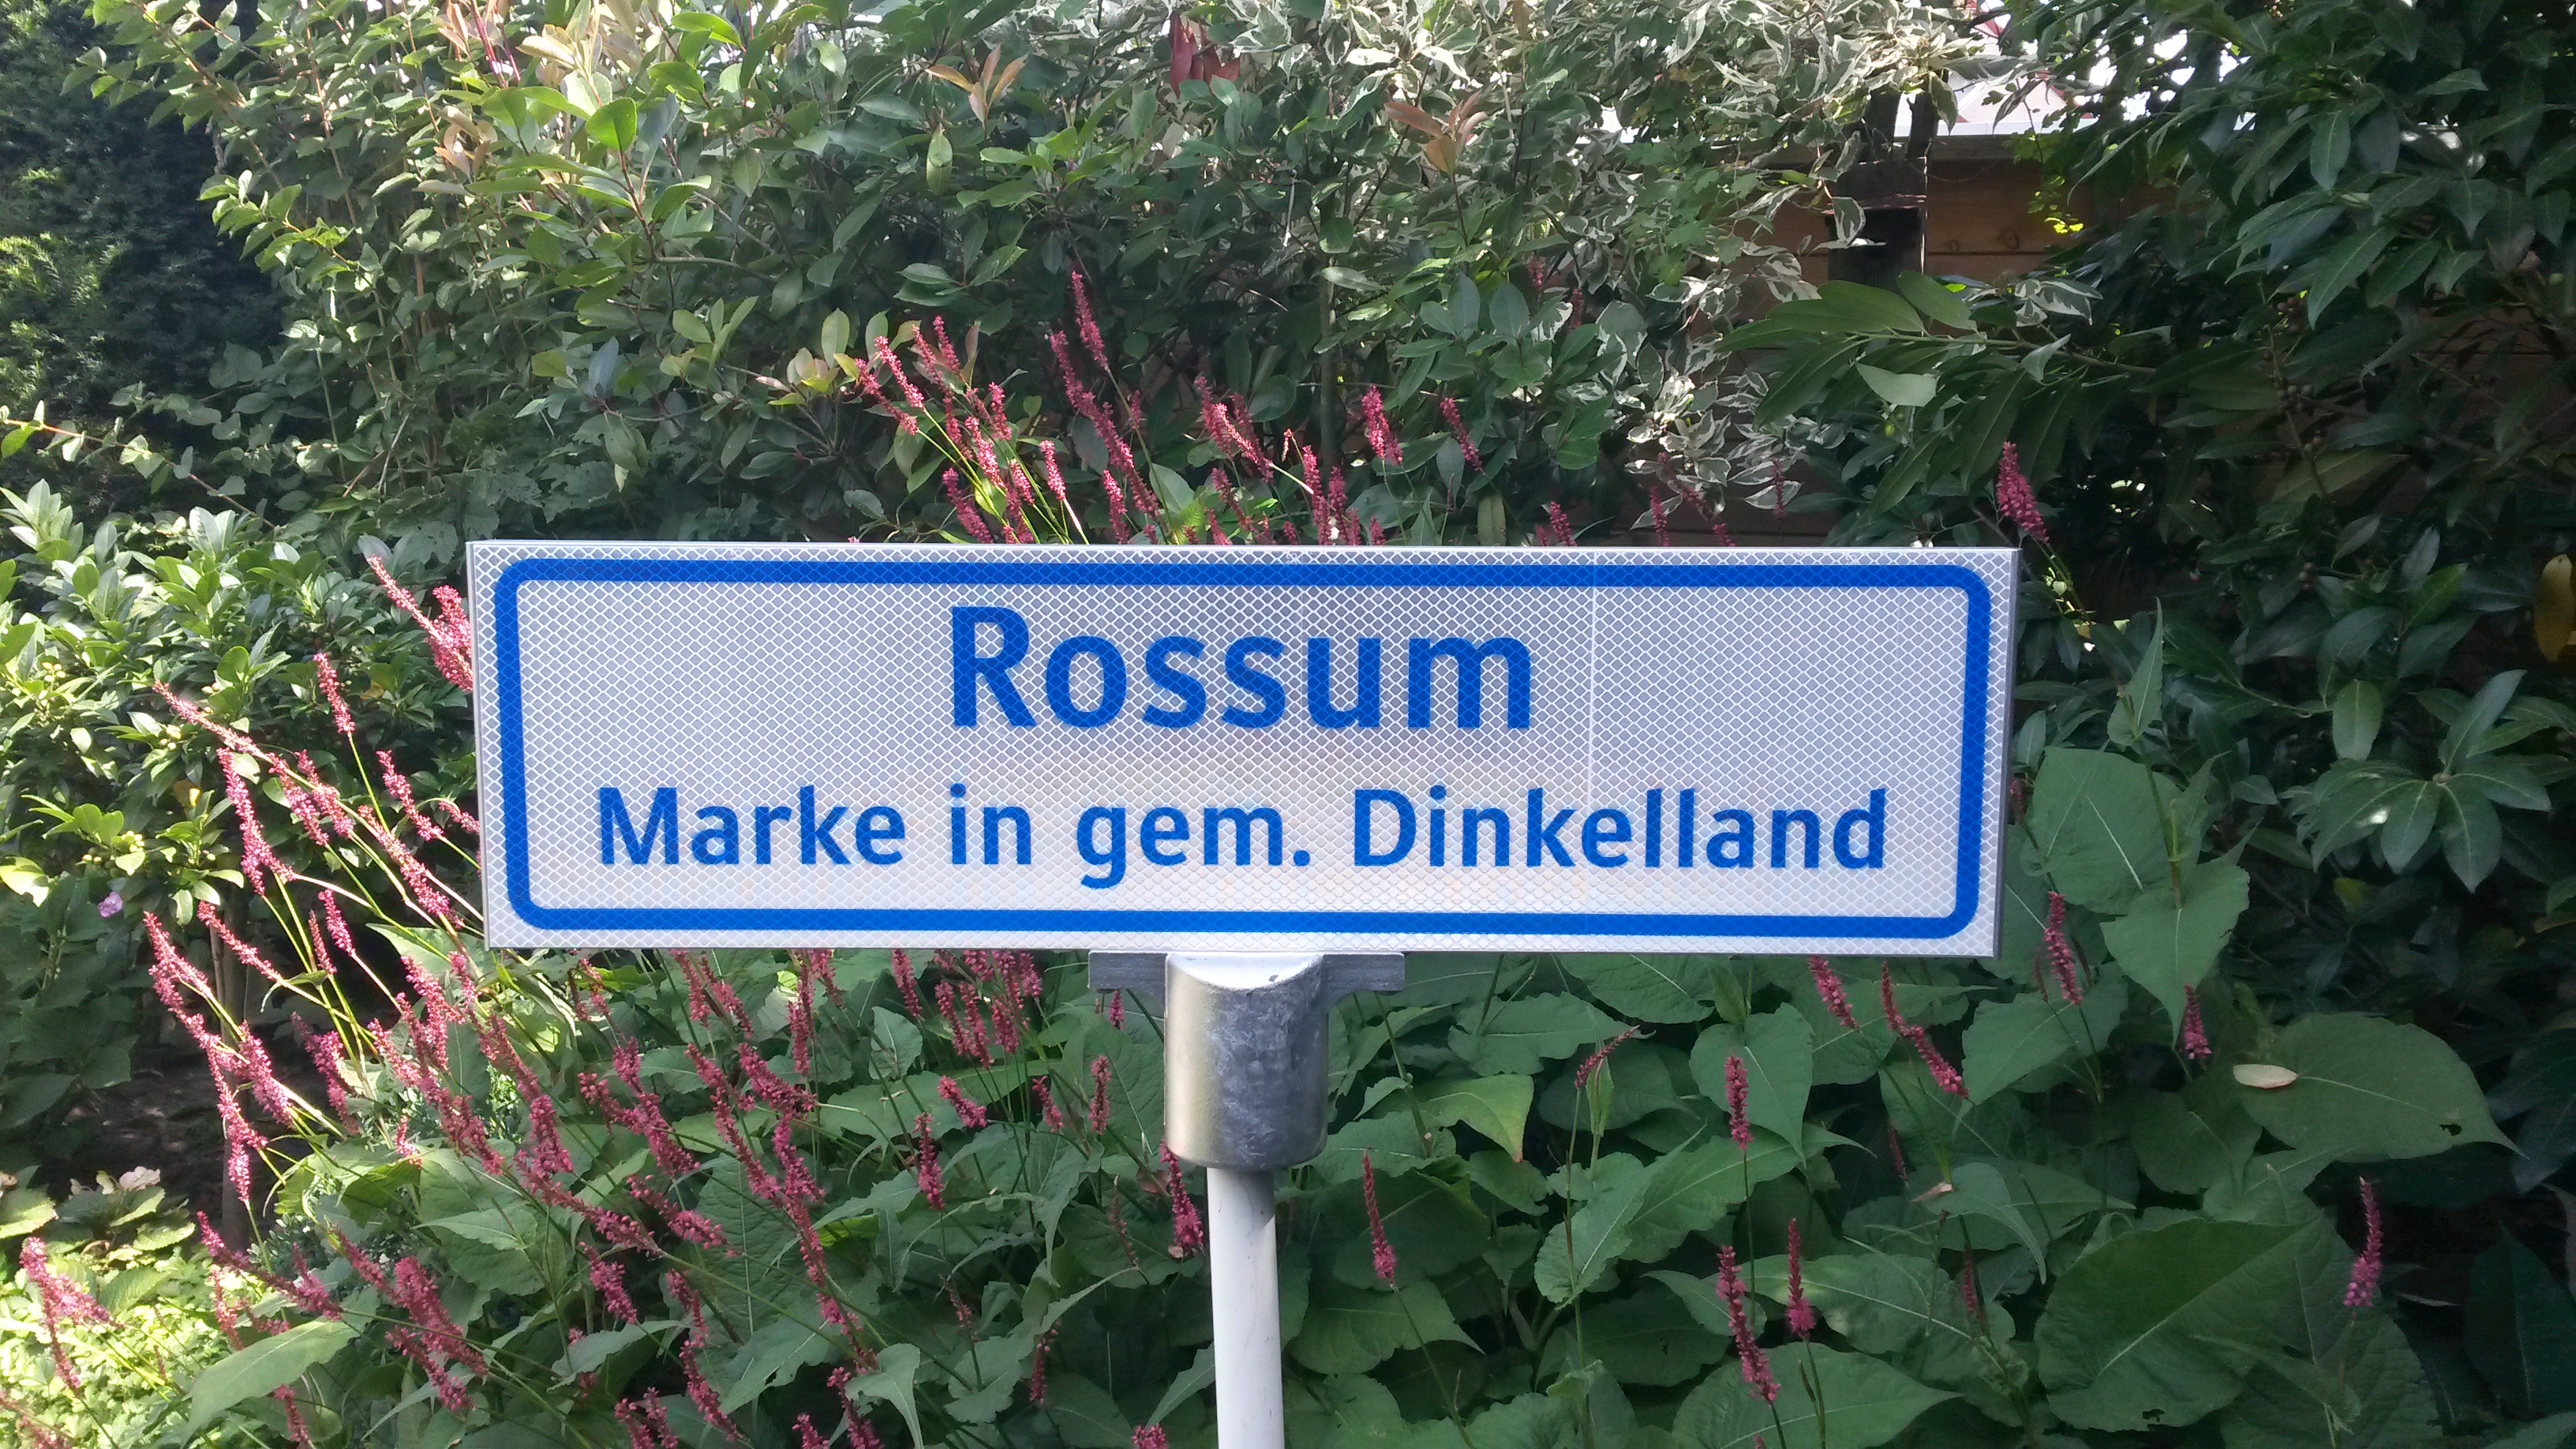 Rossum
Marke in gem. Dinkelland